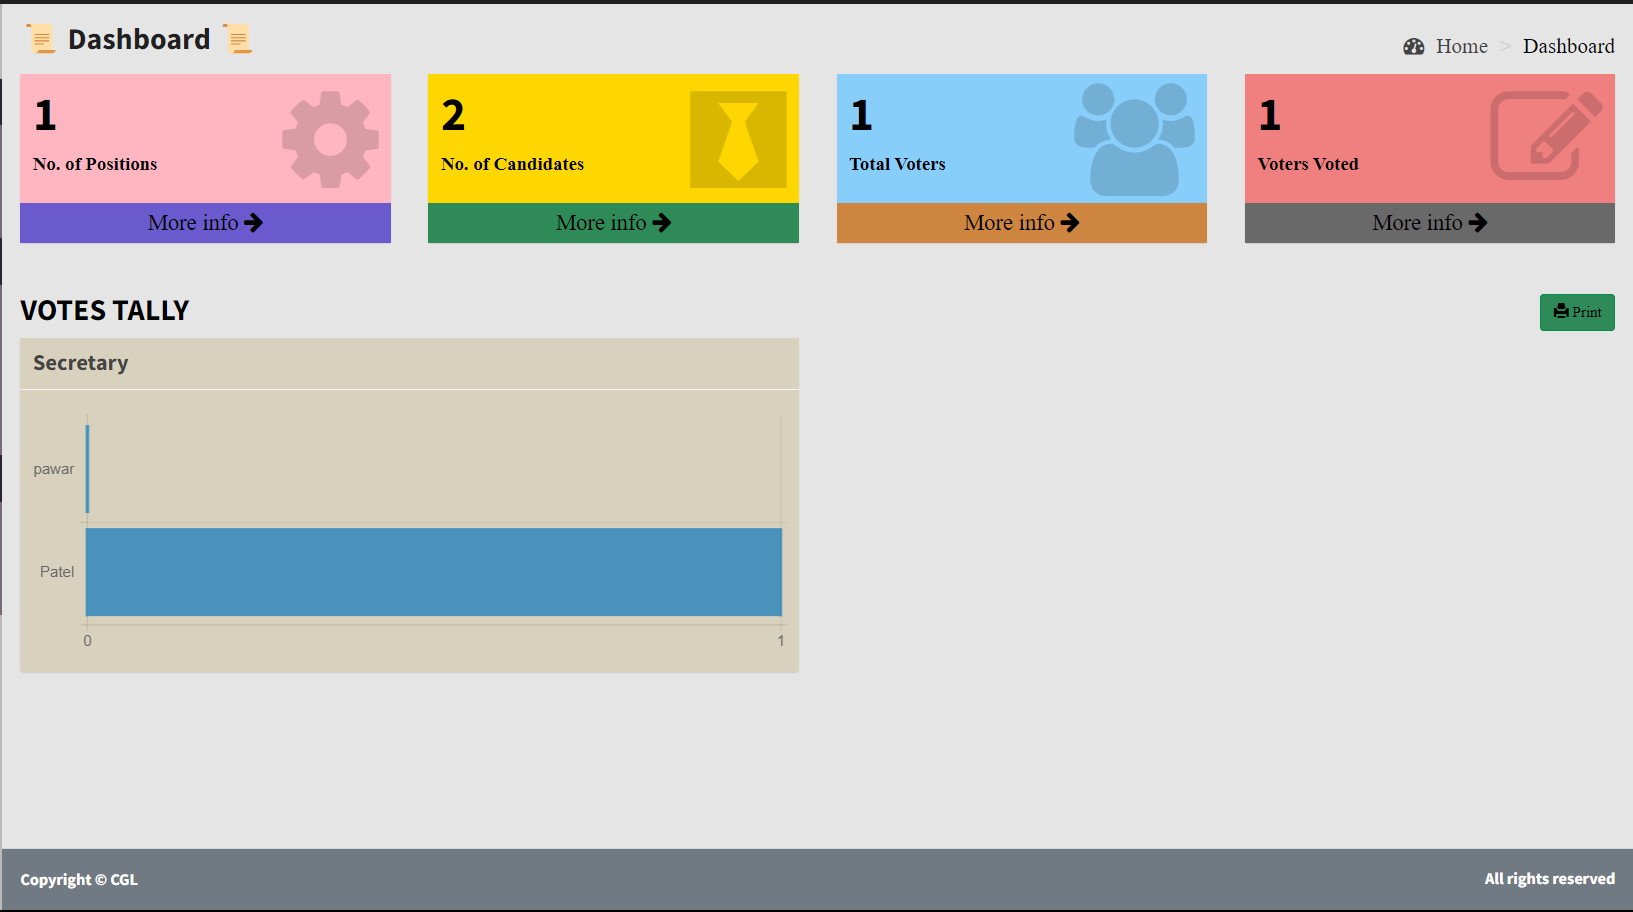 Dashboard
Home > Dashboard
1
No. of Positions
More info
2
No. of Candidates
More info
1
Total Voters
More info
1
Voters Voted
More info
VOTES TALLY
Print
Secretary
pawar
Patel
0 1
Copyright © CGL
All rights reserved